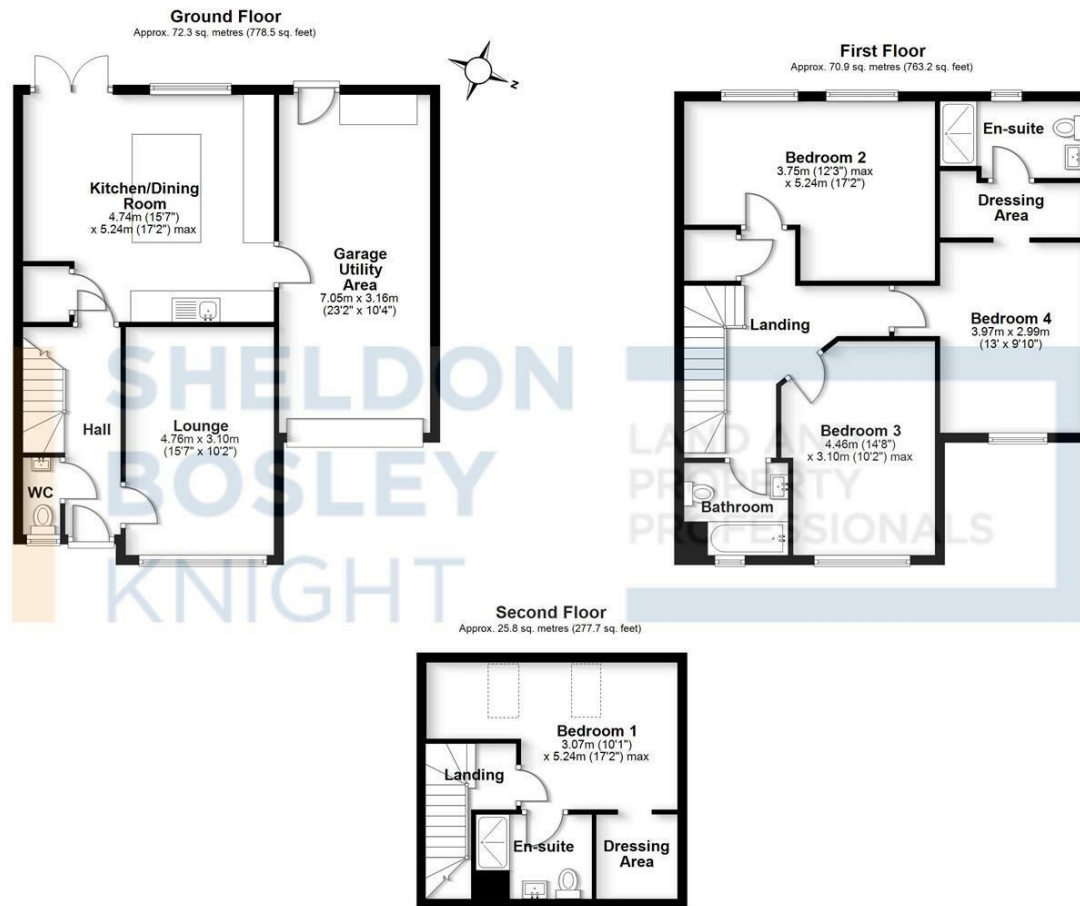 Ground Floor
Approx. 72.3 sq. metres (778.5 sq. feet)
N
Kitchen/Dining
Room
4.74m (15'7")
x 5.24m (17'2") max
Garage
Utility
Area
7.05m x 3.16m
(23'2" x 10'4")
Hall
Lounge
4.76m x 3.10m
(15'7" x 10'2")
WC
First Floor
Approx. 70.9 sq. metres (763.2 sq. feet)
Bedroom 2
3.75m (12'3") max
x 5.24m (17'2")
En-suite
Dressing
Area
Landing
Bedroom 4
3.97m x 2.99m
(13' x 9'10")
Bedroom 3
4.46m (14'8")
x 3.10m (10'2") max
Bathroom
SHELDON
BOSLEY
KNIGHT
LAND AND
PROPERTY
PROFESSIONALS
Second Floor
Approx. 25.8 sq. metres (277.7 sq. feet)
Bedroom 1
3.07m (10'1")
x 5.24m (17'2") max
Landing
En-suite
Dressing
Area